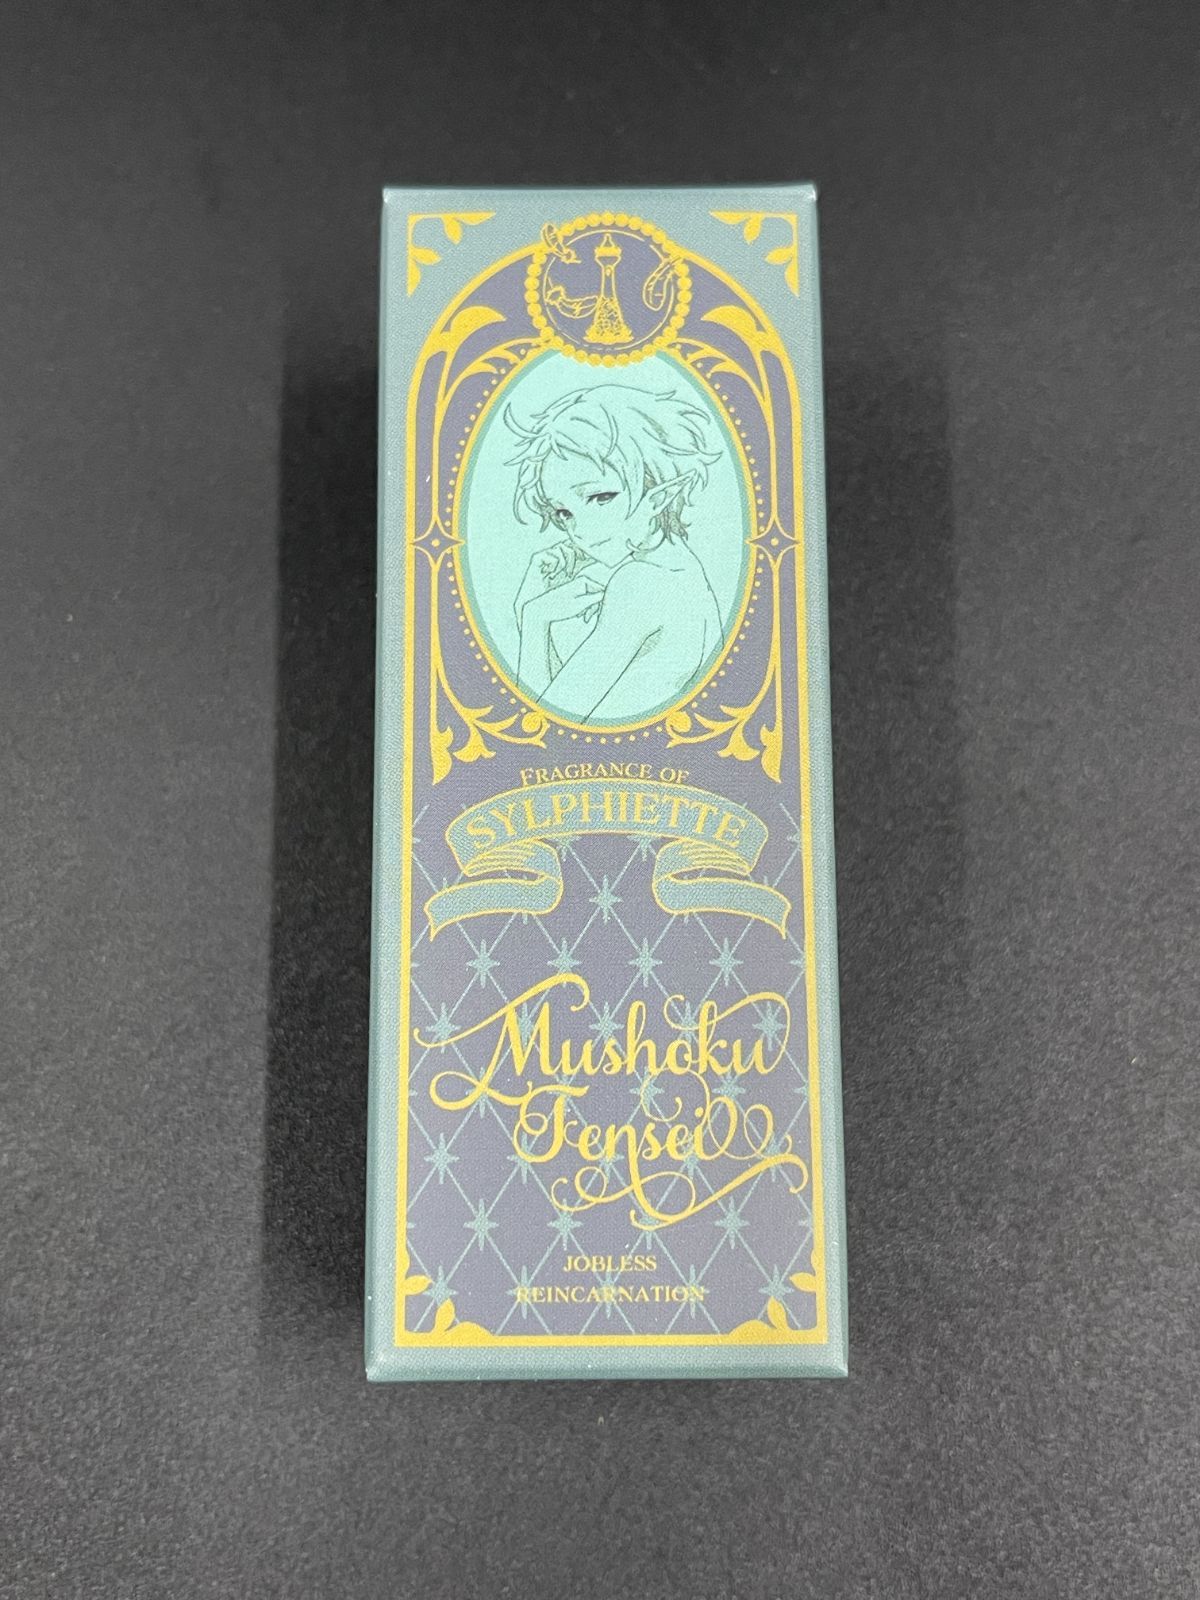 FRAGRANCE OF
SYLPHIETTE
Mushoku
Tensei
JOBLESS
REINCARNATION